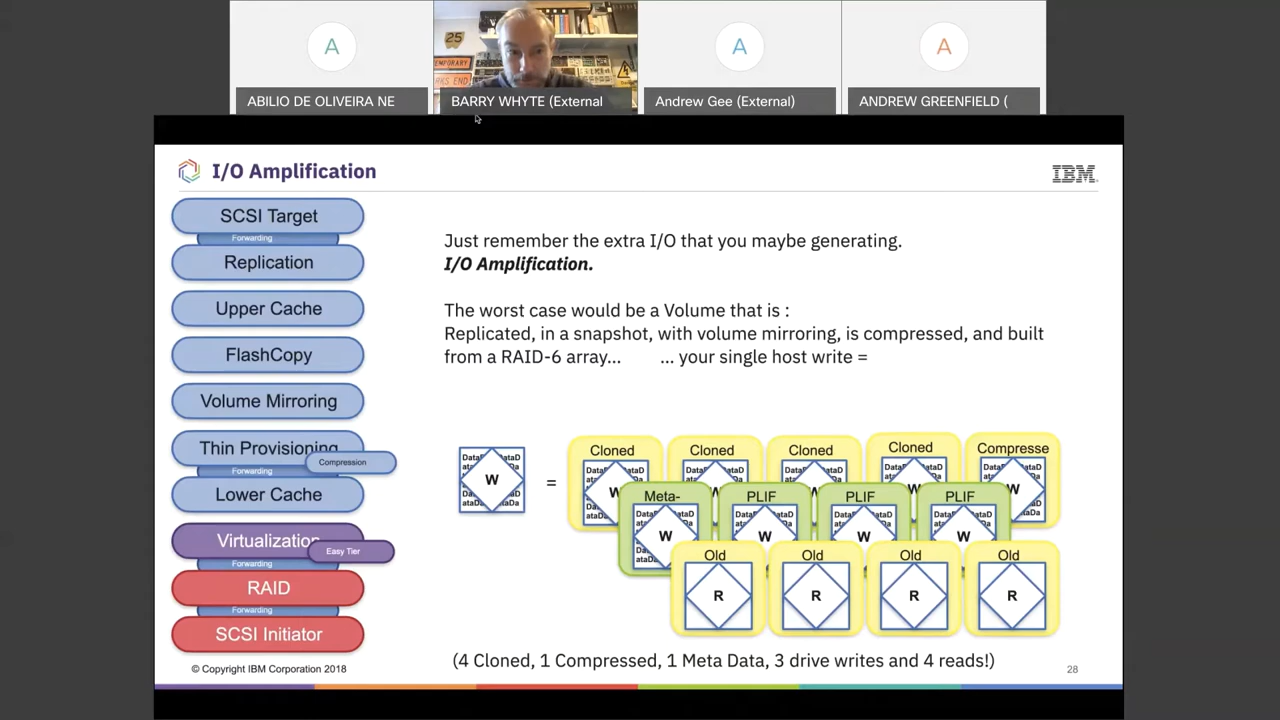 A
A
A
25
EMPORARY
RKS END
ABILIO DE OLIVEIRA NE
BARRY WHYTE (External
Andrew Gee (External)
ANDREW GREENFIELD (
I/O Amplification
IBM
SCSI Target
Forwarding
Replication
Upper Cache
FlashCopy
Volume Mirroring
Thin Provisioning
Compression
Forwarding
Lower Cache
Virtualization
Easy Tier
Forwarding
RAID
Forwarding
SCSI Initiator
Just remember the extra I/O that you maybe generating.
I/O Amplification.
The worst case would be a Volume that is :
Replicated, in a snapshot, with volume mirroring, is compressed, and built
from a RAID-6 array... ... your single host write =
W
=
Cloned
Cloned
Cloned
Cloned
Compresse
Meta-
PLIF
PLIF
PLIF
W
W
W
W
Old
Old
Old
Old
R
R
R
R
(4 Cloned, 1 Compressed, 1 Meta Data, 3 drive writes and 4 reads!)
© Copyright IBM Corporation 2018
28